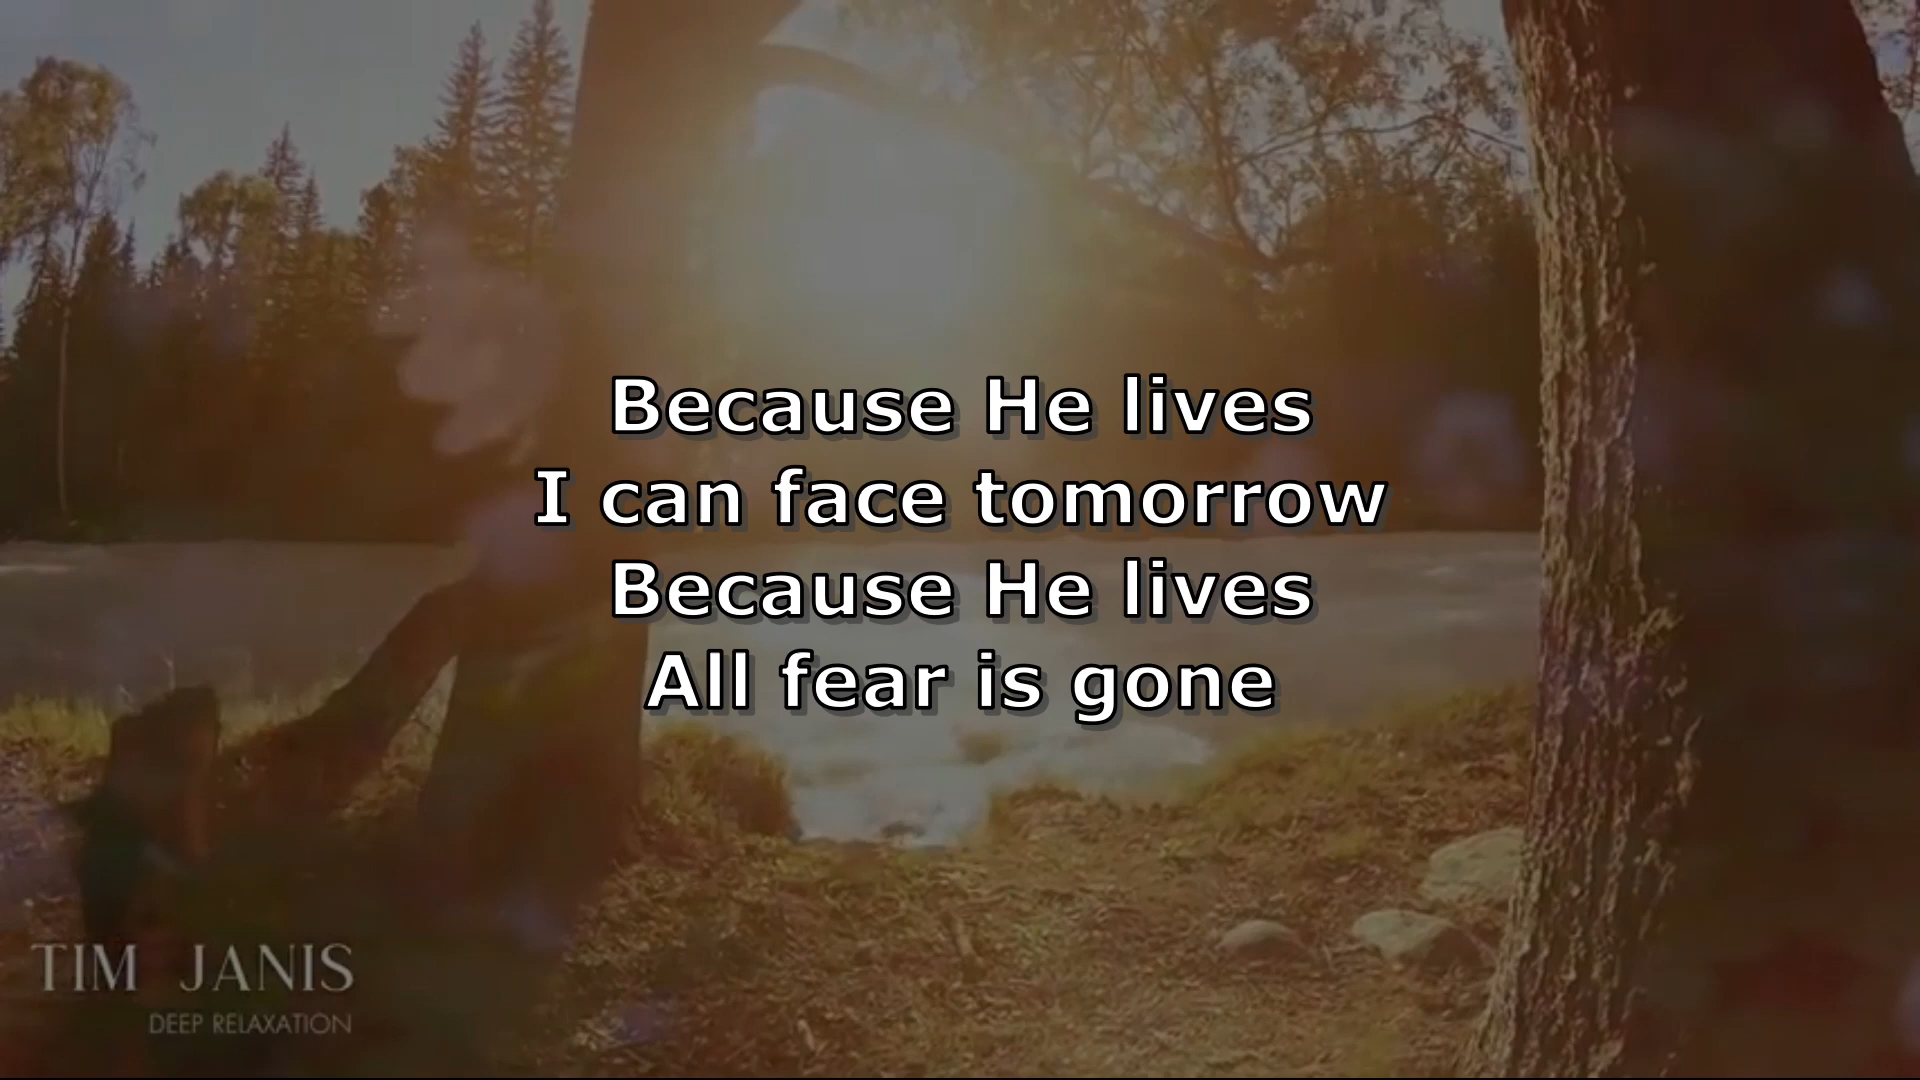 Because He lives
I can face tomorrow
Because He lives
All fear is gone
TIM JANIS
DEEP RELAXATION